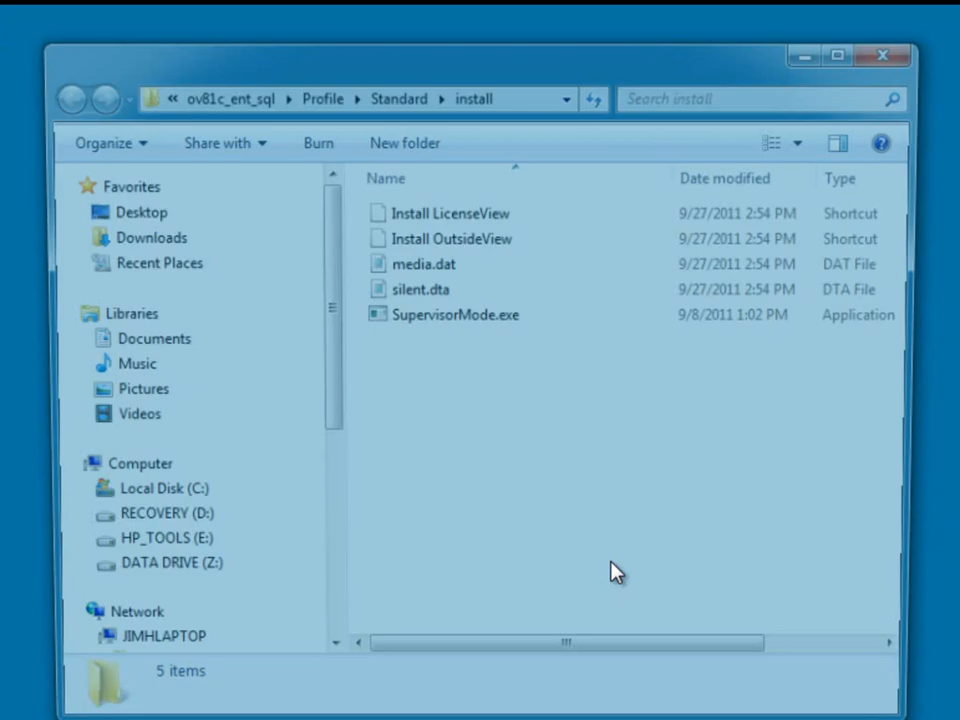 « ov81c_ent_sql Profile Standard install
Search install
Organize Share with Burn New folder
Name Date modified Type
Favorites
Desktop
Downloads
Recent Places
Libraries
Documents
Music
Pictures
Videos
Computer
Local Disk (C:)
RECOVERY (D:)
HP_TOOLS (E:)
DATA DRIVE (Z:)
Network
JIMHLAPTOP
Install LicenseView 9/27/2011 2:54 PM Shortcut
Install OutsideView 9/27/2011 2:54 PM Shortcut
media.dat 9/27/2011 2:54 PM DAT File
silent.dta 9/27/2011 2:54 PM DTA File
SupervisorMode.exe 9/8/2011 1:02 PM Application
5 items